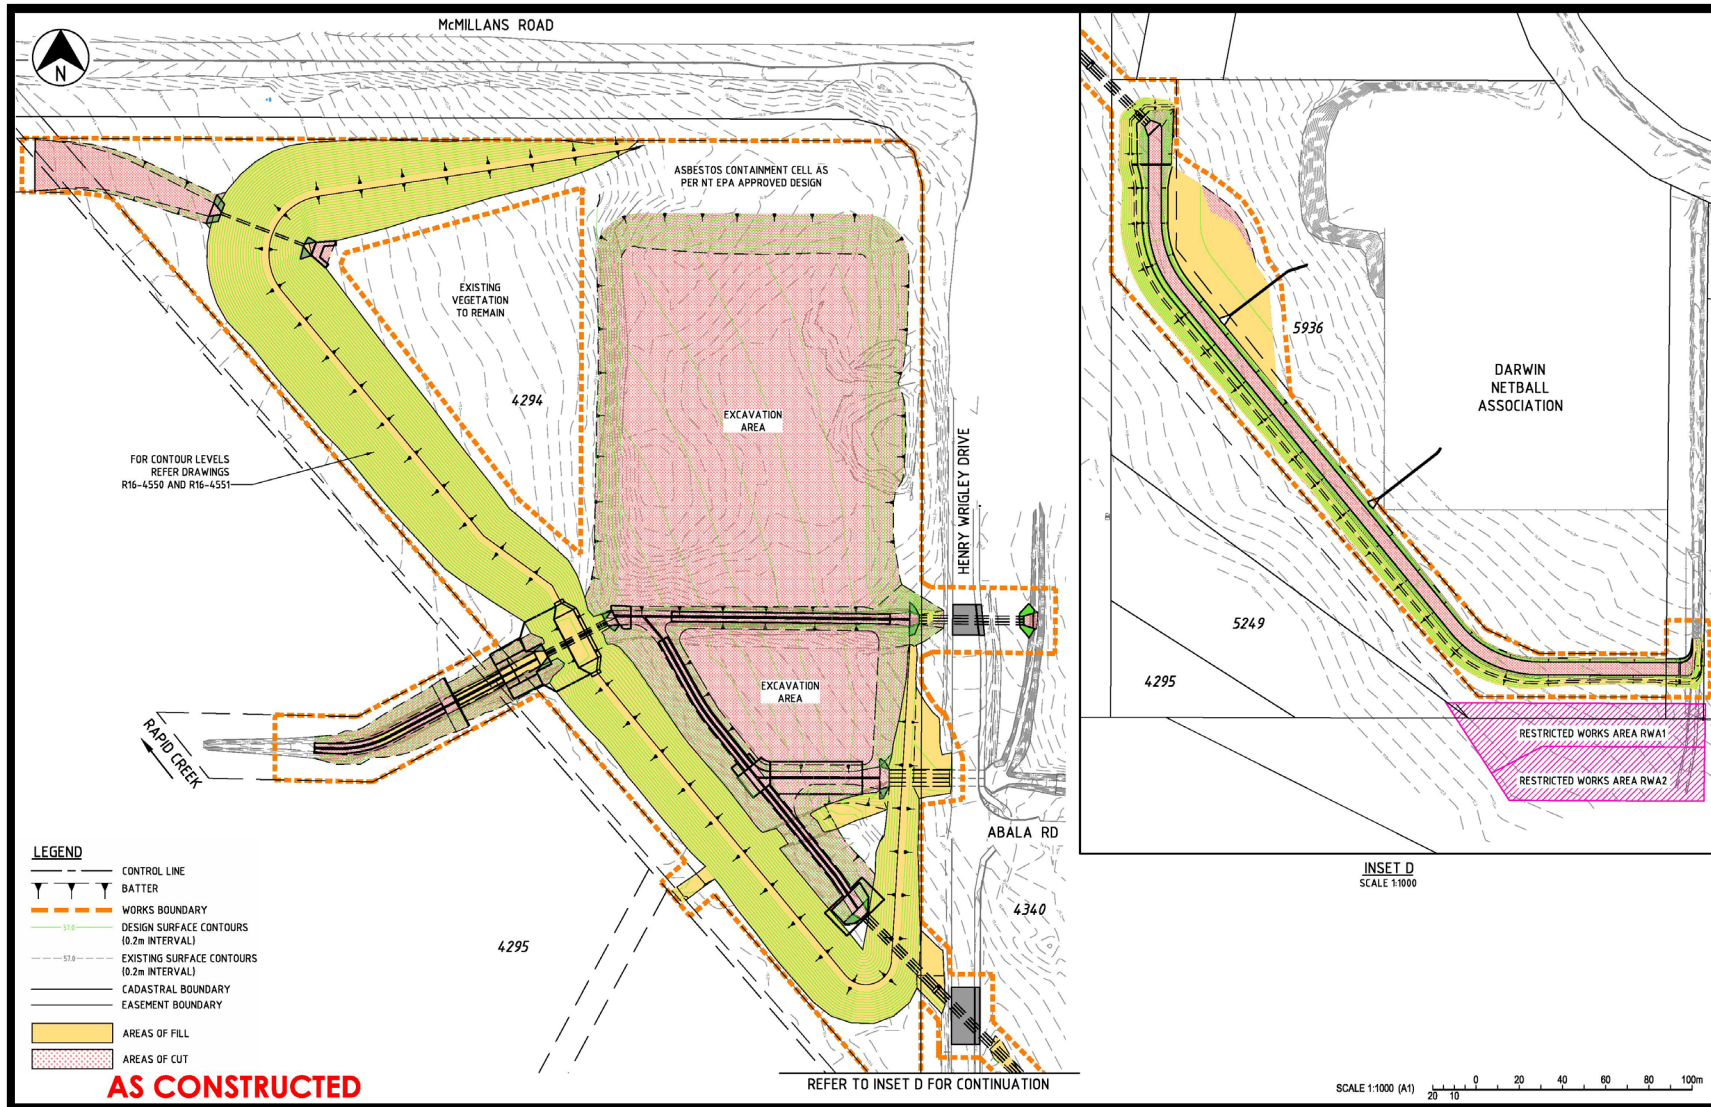 McMILLANS ROAD
N
ASBESTOS CONTAINMENT CELL AS
PER NT EPA APPROVED DESIGN
EXISTING
VEGETATION
TO REMAIN
4294
EXCAVATION
AREA
FOR CONTOUR LEVELS
REFER DRAWINGS
R16-4550 AND R16-4551
HENRY WRIGLEY DRIVE
EXCAVATION
AREA
RAPID CREEK
ABALA RD
4340
4295
LEGEND
CONTROL LINE
BATTER
WORKS BOUNDARY
57.0
DESIGN SURFACE CONTOURS
(0.2m INTERVAL)
57.0
EXISTING SURFACE CONTOURS
(0.2m INTERVAL)
CADASTRAL BOUNDARY
EASEMENT BOUNDARY
AREAS OF FILL
AREAS OF CUT
AS CONSTRUCTED
REFER TO INSET D FOR CONTINUATION
5936
DARWIN
NETBALL
ASSOCIATION
5249
4295
RESTRICTED WORKS AREA RWA1
RESTRICTED WORKS AREA RWA2
INSET D
SCALE 1:1000
SCALE 1:1000 (A1)
20 10 0 20 40 60 80 100m